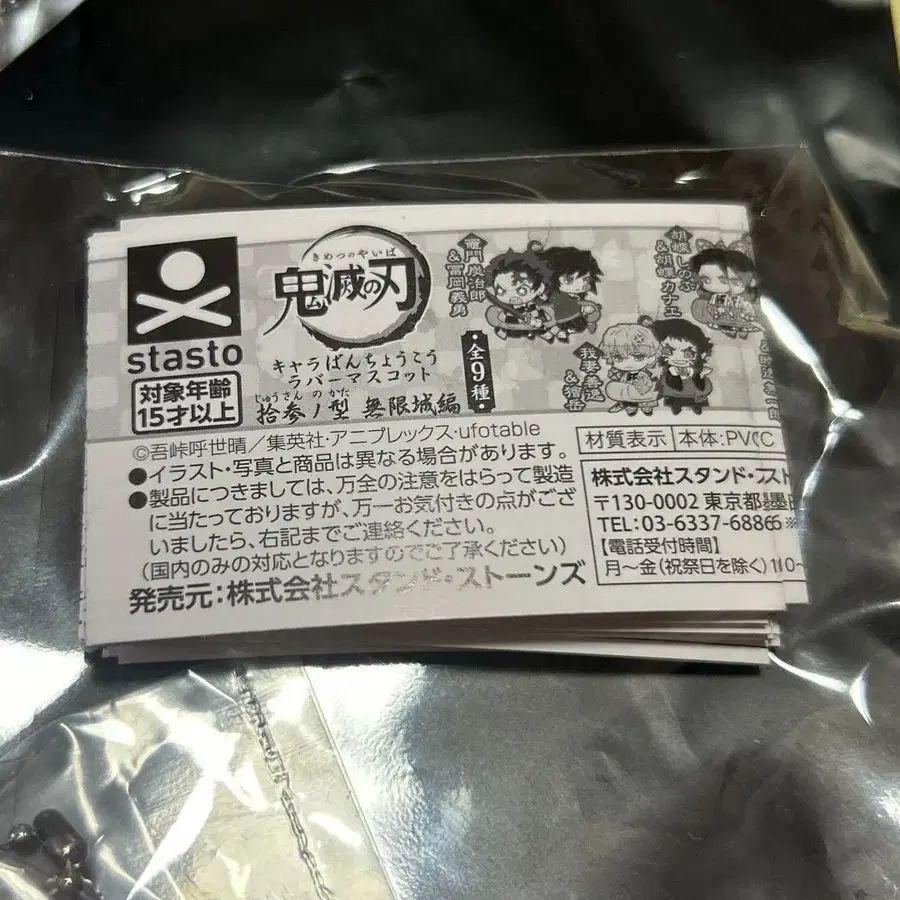 stasto
対象年齢
15才以上
きめつのやいば
鬼滅の刃
キャラばんちょうこう
ラバーマスコット
じゅうさん の かた
拾参ノ型 無限城編
・全9種・
竈門炭治郎
&冨岡義勇
胡蝶しのぶ
&胡蝶カナエ
我妻善逸
&獪岳
©吾峠呼世晴／集英社・アニプレックス・ufotable
●イラスト・写真と商品は異なる場合があります。
●製品につきましては、万全の注意をはらって製造
に当たっておりますが、万一お気付きの点がござ
いましたら、右記までご連絡ください。
(国内のみの対応となりますのでご了承ください)
発売元：株式会社スタンド・ストーンズ
材質表示 本体:PVC
株式会社スタンド・スト
〒130-0002 東京都墨田
TEL:03-6337-6886
【電話受付時間】
月～金(祝祭日を除く)